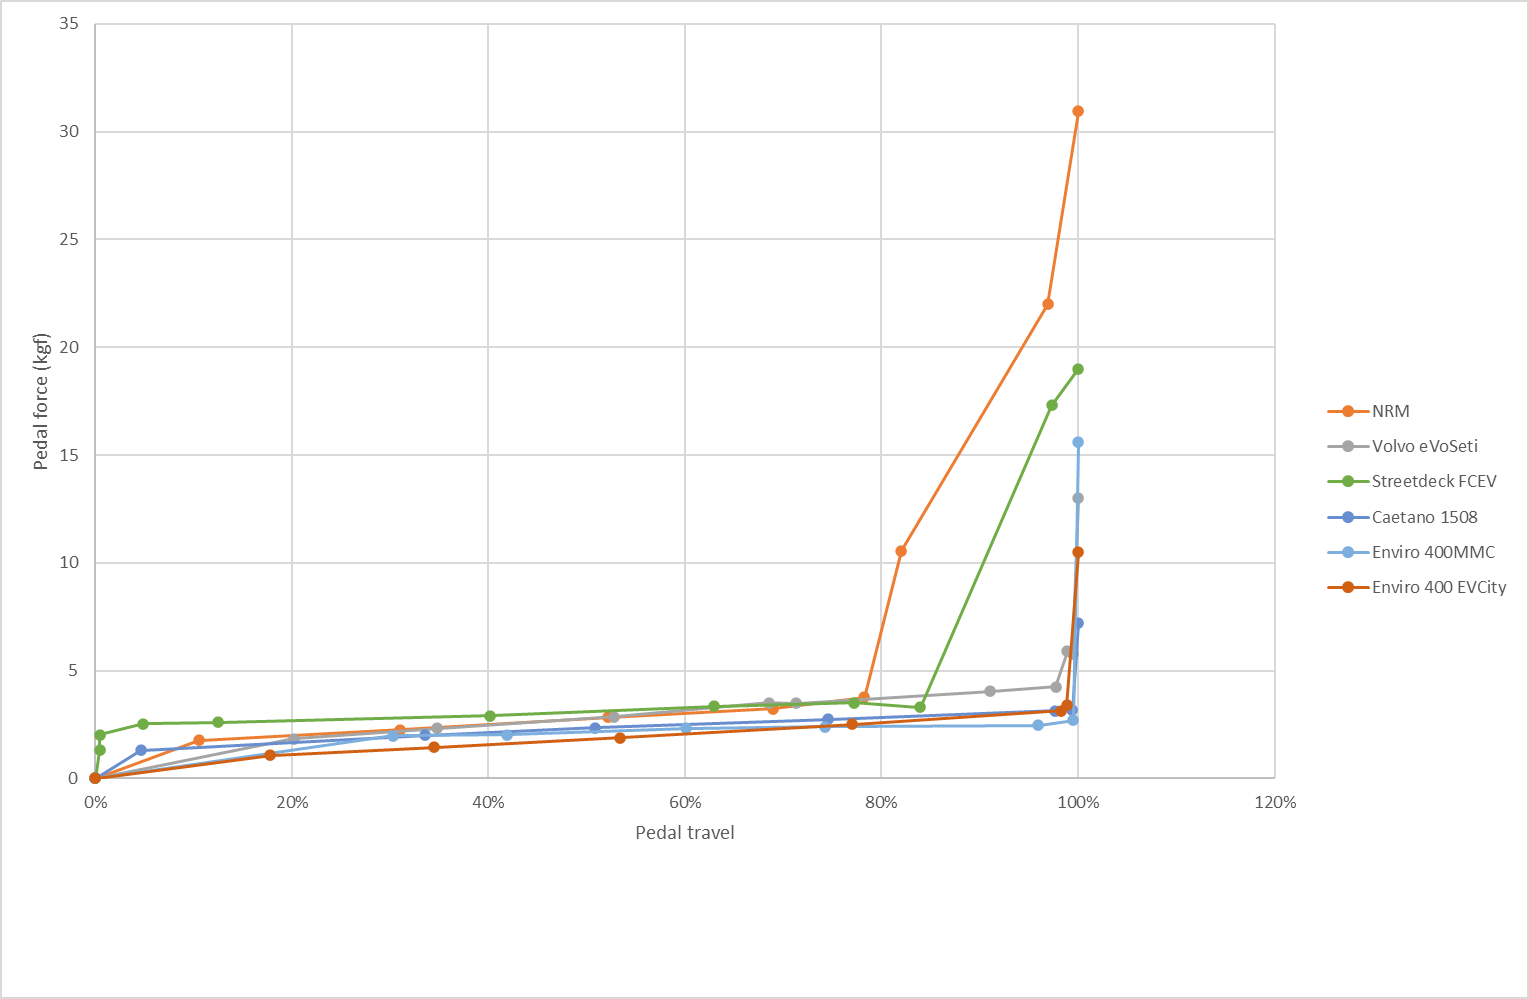 35
30
25
20
15
10
5
0
Pedal force (kgf)
0% 20% 40% 60% 80% 100% 120%
Pedal travel
NRM
Volvo eVoSeti
Streetdeck FCEV
Caetano 1508
Enviro 400MMC
Enviro 400 EVCity